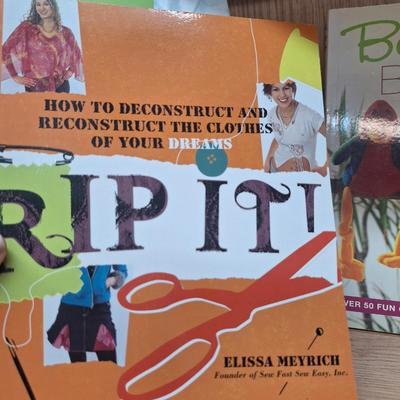 HOW TO DECONSTRUCT AND
RECONSTRUCT THE CLOTHES
OF YOUR DREAMS
RIP IT!
ELISSA MEYRICH
Founder of Sew Fast Sew Easy, Inc.
50 FUN